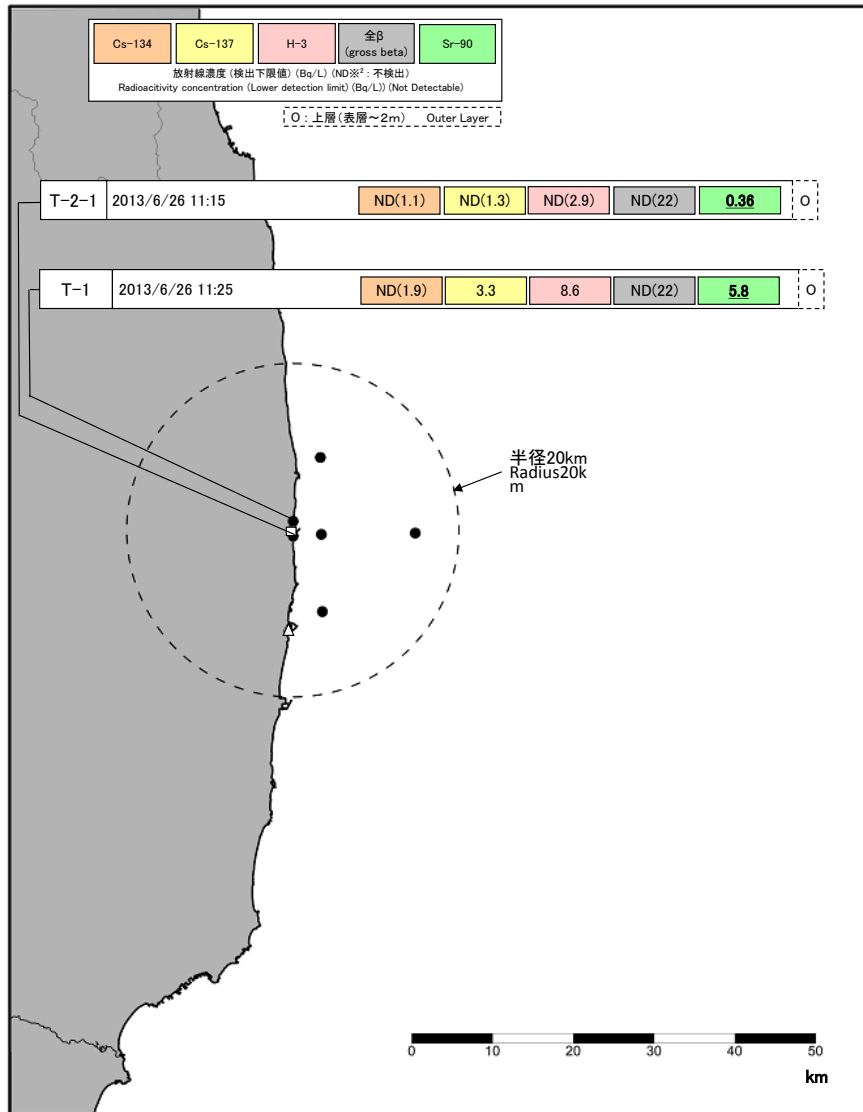 Cs-134 Cs-137 H-3 全β Sr-90
(gross beta)
放射線濃度 (検出下限値) (Bq/L) (ND※²:不検出)
Radioacitivity concentration (Lower detection limit) (Bq/L)) (Not Detectable)
O:上層(表層~2m) Outer Layer
T-2-1 2013/6/26 11:15 ND(1.1) ND(1.3) ND(2.9) ND(22) 0.36 O
T-1 2013/6/26 11:25 ND(1.9) 3.3 8.6 ND(22) 5.8 O
半径20km
Radius20k
m
0 10 20 30 40 50
km